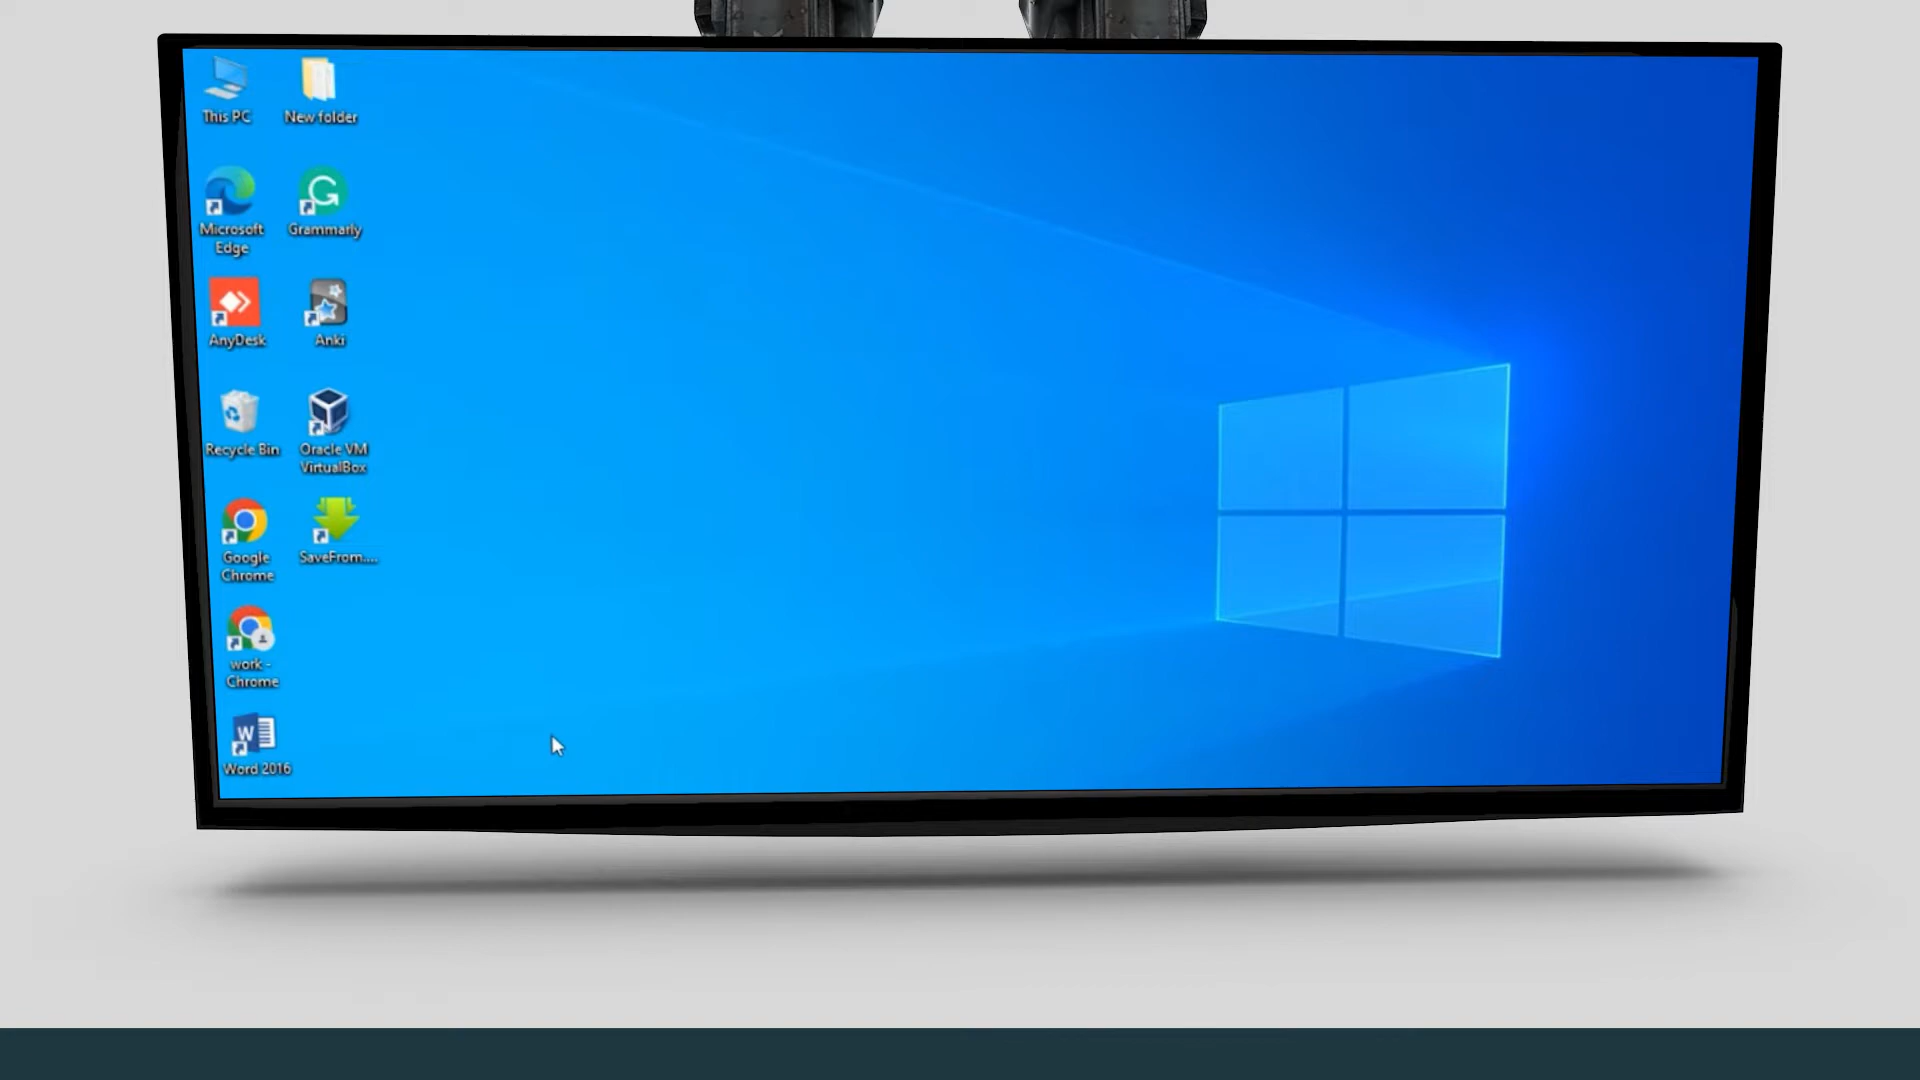 This PC
New folder
Microsoft
Edge
Grammarly
AnyDesk
Anki
Recycle Bin
Oracle VM
VirtualBox
Google
Chrome
SaveFrom....
work -
Chrome
W
Word 2016